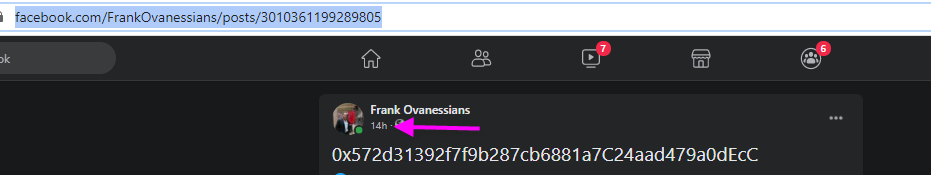 facebook.com/FrankOvanessians/posts/3010361199289805
ok
7
6
Frank Ovanessians
14h ·
0x572d31392f7f9b287cb6881a7C24aad479a0dEcC